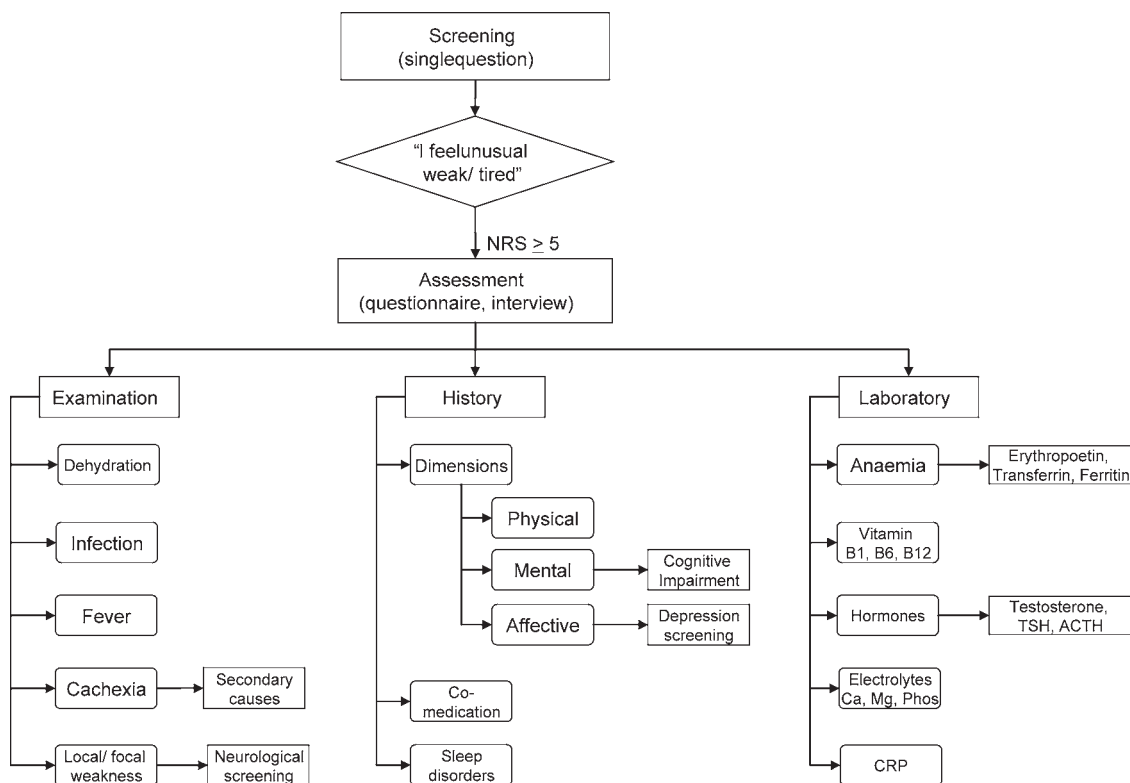 Screening
(singlequestion)
"I feelunusual
weak/ tired"
NRS ≥ 5
Assessment
(questionnaire, interview)
Examination
Dehydration
Infection
Fever
Cachexia
Secondary
causes
Local/ focal
weakness
Neurological
screening
History
Dimensions
Physical
Mental
Cognitive
Impairment
Affective
Depression
screening
Co-
medication
Sleep
disorders
Laboratory
Anaemia
Erythropoetin,
Transferrin, Ferritin
Vitamin
B1, B6, B12
Hormones
Testosterone,
TSH, ACTH
Electrolytes
Ca, Mg, Phos
CRP